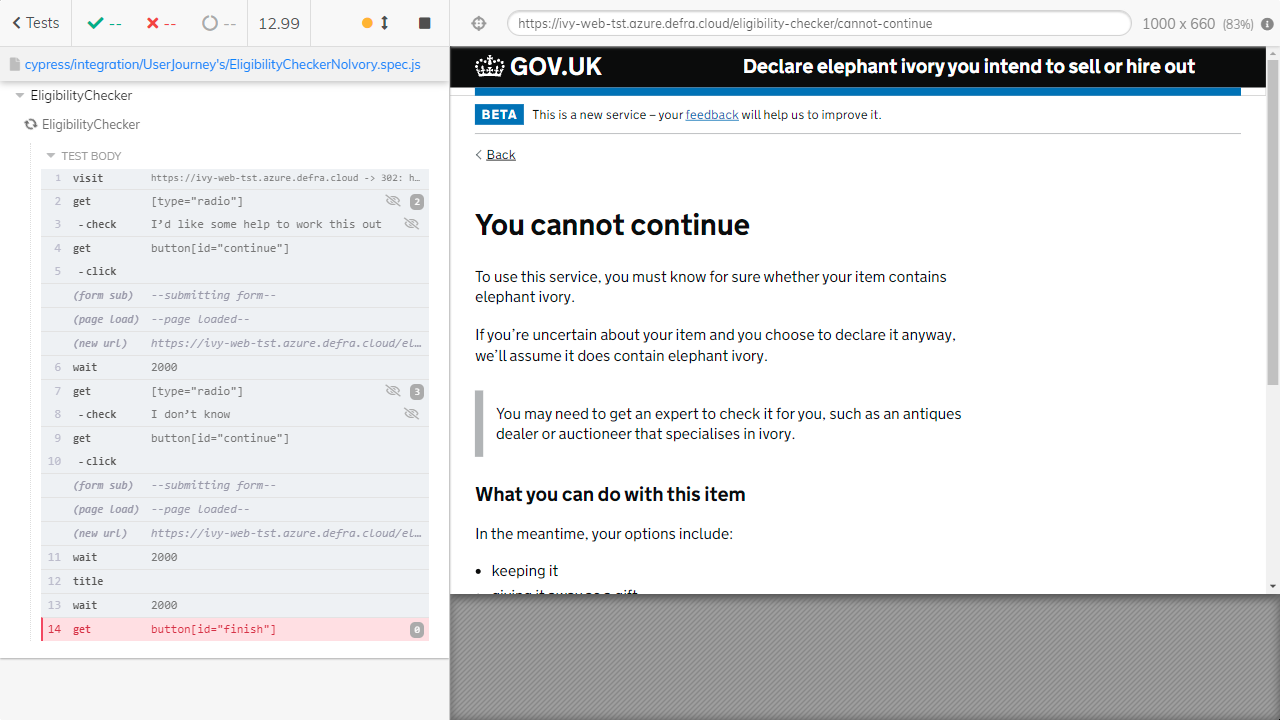 Tests
--
--
--
12.99
https://ivy-web-tst.azure.defra.cloud/eligibility-checker/cannot-continue
1000 x 660 (83%)
cypress/integration/UserJourney's/EligibilityCheckerNoIvory.spec.js
EligibilityChecker
EligibilityChecker
TEST BODY
1 visit https://ivy-web-tst.azure.defra.cloud -> 302: h…
2 get [type="radio"] 2
3 - check I’d like some help to work this out
4 get button[id="continue"]
5 - click
(form sub) --submitting form--
(page load) --page loaded--
(new url) https://ivy-web-tst.azure.defra.cloud/el…
6 wait 2000
7 get [type="radio"] 3
8 - check I don’t know
9 get button[id="continue"]
10 - click
(form sub) --submitting form--
(page load) --page loaded--
(new url) https://ivy-web-tst.azure.defra.cloud/el…
11 wait 2000
12 title
13 wait 2000
14 get button[id="finish"] 0
GOV.UK Declare elephant ivory you intend to sell or hire out
BETA This is a new service – your feedback will help us to improve it.
Back
You cannot continue
To use this service, you must know for sure whether your item contains
elephant ivory.
If you’re uncertain about your item and you choose to declare it anyway,
we’ll assume it does contain elephant ivory.
You may need to get an expert to check it for you, such as an antiques
dealer or auctioneer that specialises in ivory.
What you can do with this item
In the meantime, your options include:
• keeping it
• giving it away as a gift